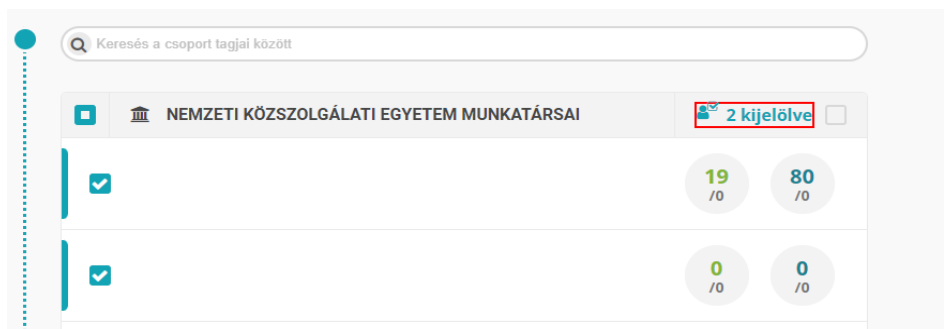 Keresés a csoport tagjai között
NEMZETI KÖZSZOLGÁLATI EGYETEM MUNKATÁRSAI 2 kijelölve
19 80
/0 /0
0 0
/0 /0